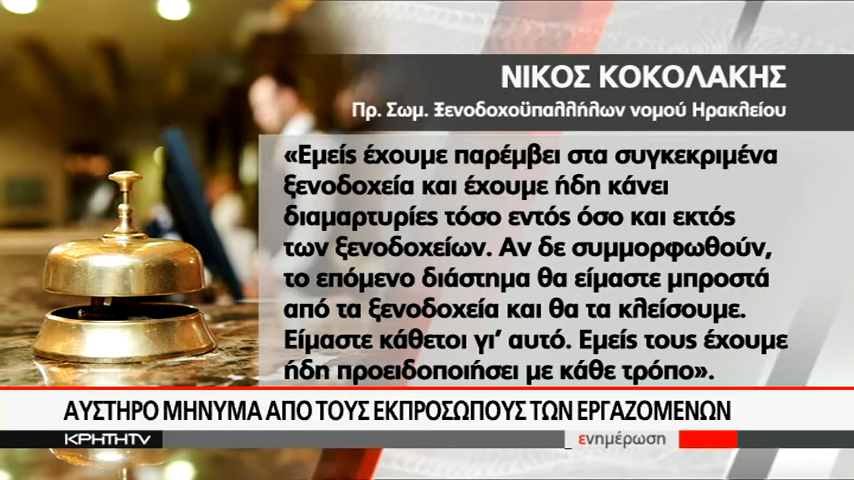 ΝΙΚΟΣ ΚΟΚΟΛΑΚΗΣ
Πρ. Σωμ. Ξενοδοχοϋπαλλήλων νομού Ηρακλείου
«Εμείς έχουμε παρέμβει στα συγκεκριμένα
ξενοδοχεία και έχουμε ήδη κάνει
διαμαρτυρίες τόσο εντός όσο και εκτός
των ξενοδοχείων. Αν δε συμμορφωθούν,
το επόμενο διάστημα θα είμαστε μπροστά
από τα ξενοδοχεία και θα τα κλείσουμε.
Είμαστε κάθετοι γι’ αυτό. Εμείς τους έχουμε
ήδη προειδοποιήσει με κάθε τρόπο».
ΑΥΣΤΗΡΟ ΜΗΝΥΜΑ ΑΠΟ ΤΟΥΣ ΕΚΠΡΟΣΩΠΟΥΣ ΤΩΝ ΕΡΓΑΖΟΜΕΝΩΝ
ΚΡΗΤΗTV
ενημέρωση